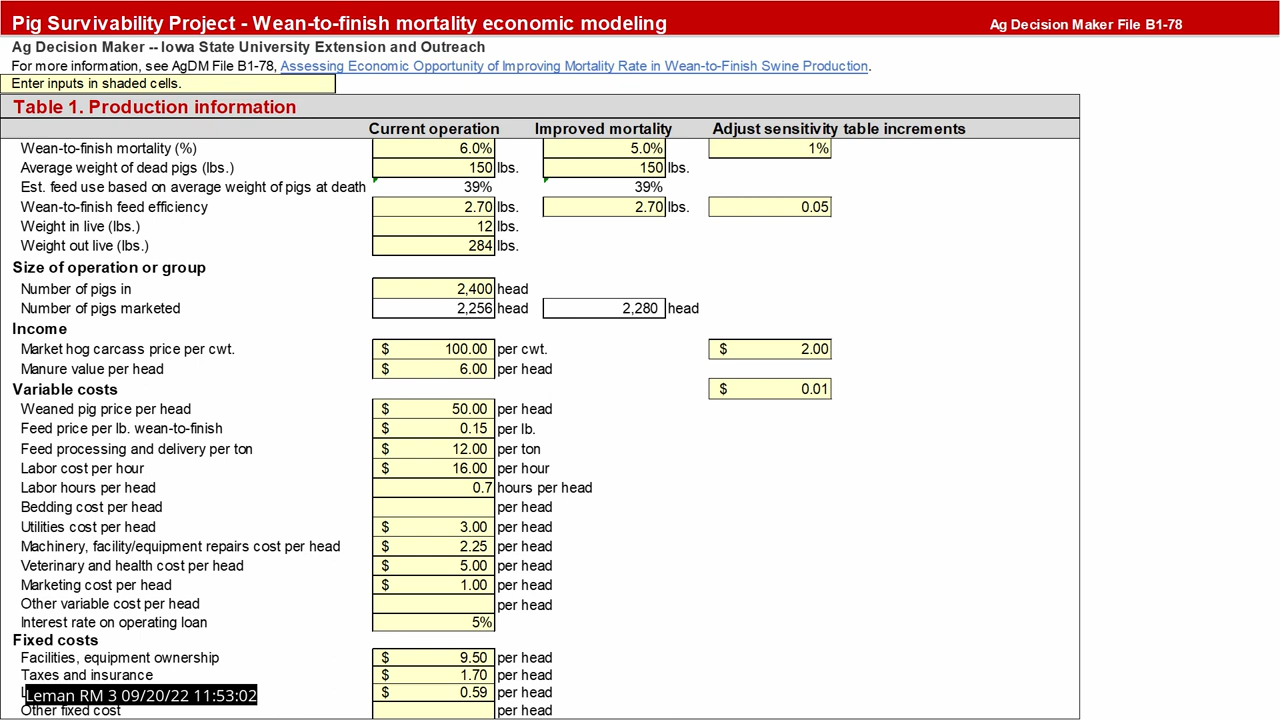 Pig Survivability Project - Wean-to-finish mortality economic modeling Ag Decision Maker File B1-78
Ag Decision Maker -- Iowa State University Extension and Outreach
For more information, see AgDM File B1-78, Assessing Economic Opportunity of Improving Mortality Rate in Wean-to-Finish Swine Production.
Enter inputs in shaded cells.
Table 1. Production information
Current operation Improved mortality Adjust sensitivity table increments
Wean-to-finish mortality (%) 6.0% 5.0% 1%
Average weight of dead pigs (lbs.) 150 lbs. 150 lbs.
Est. feed use based on average weight of pigs at death 39% 39%
Wean-to-finish feed efficiency 2.70 lbs. 2.70 lbs. 0.05
Weight in live (lbs.) 12 lbs.
Weight out live (lbs.) 284 lbs.
Size of operation or group
Number of pigs in 2,400 head
Number of pigs marketed 2,256 head 2,280 head
Income
Market hog carcass price per cwt. $ 100.00 per cwt. $ 2.00
Manure value per head $ 6.00 per head
Variable costs $ 0.01
Weaned pig price per head $ 50.00 per head
Feed price per lb. wean-to-finish $ 0.15 per lb.
Feed processing and delivery per ton $ 12.00 per ton
Labor cost per hour $ 16.00 per hour
Labor hours per head 0.7 hours per head
Bedding cost per head per head
Utilities cost per head $ 3.00 per head
Machinery, facility/equipment repairs cost per head $ 2.25 per head
Veterinary and health cost per head $ 5.00 per head
Marketing cost per head $ 1.00 per head
Other variable cost per head per head
Interest rate on operating loan 5%
Fixed costs
Facilities, equipment ownership $ 9.50 per head
Taxes and insurance $ 1.70 per head
Leman RM 3 09/20/22 11:53:02 $ 0.59 per head
Other fixed cost per head